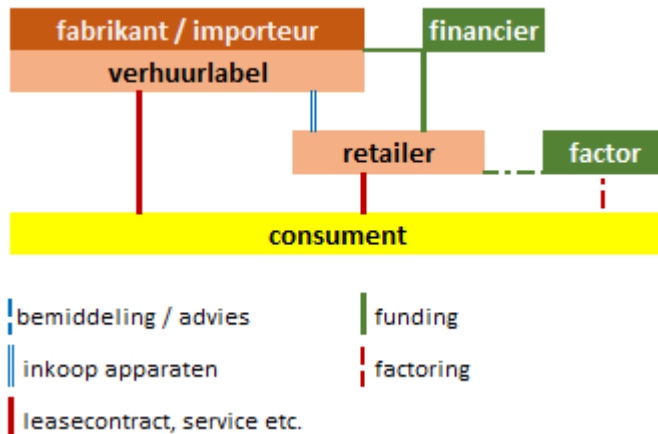 fabrikant / importeur
financier
verhuurlabel
retailer
factor
consument
bemiddeling / advies
funding
inkoop apparaten
factoring
leasecontract, service etc.